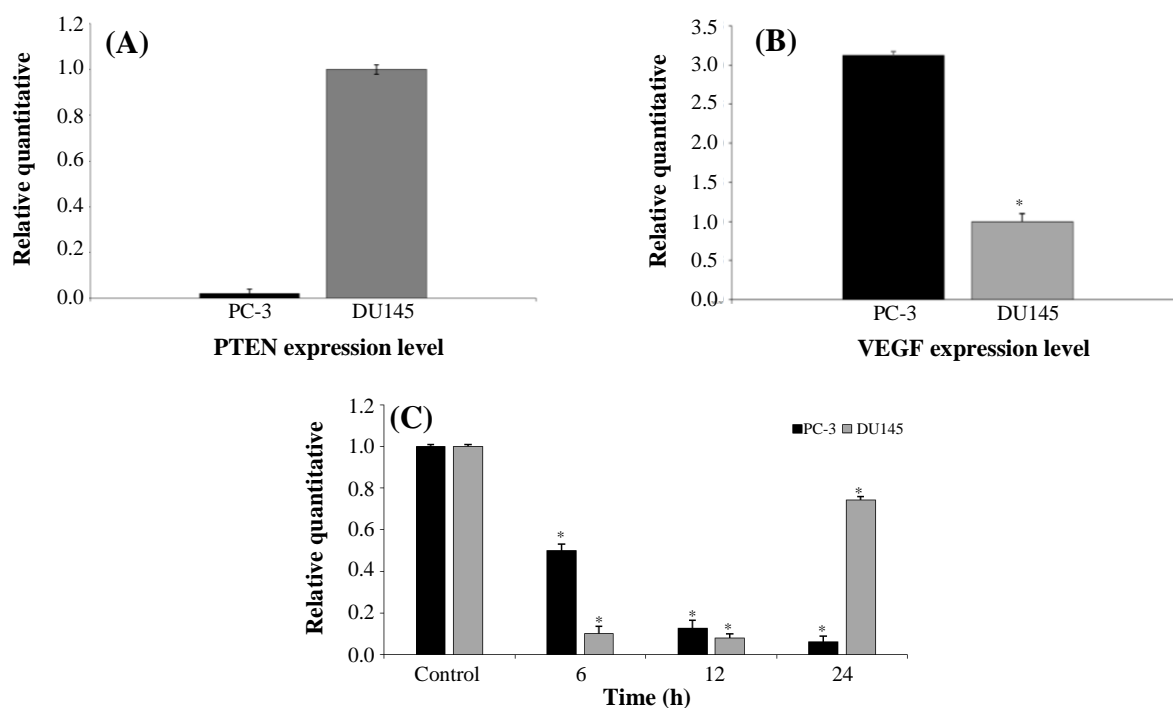 (A)
Relative quantitative
1.2
1.0
0.8
0.6
0.4
0.2
0.0
PC-3 DU145
PTEN expression level
(B)
Relative quantitative
3.5
3.0
2.5
2.0
1.5
1.0
0.5
0.0
*
PC-3 DU145
VEGF expression level
(C)
Relative quantitative
1.2
1.0
0.8
0.6
0.4
0.2
0.0
PC-3 DU145
* * * * * *
Control 6 12 24
Time (h)